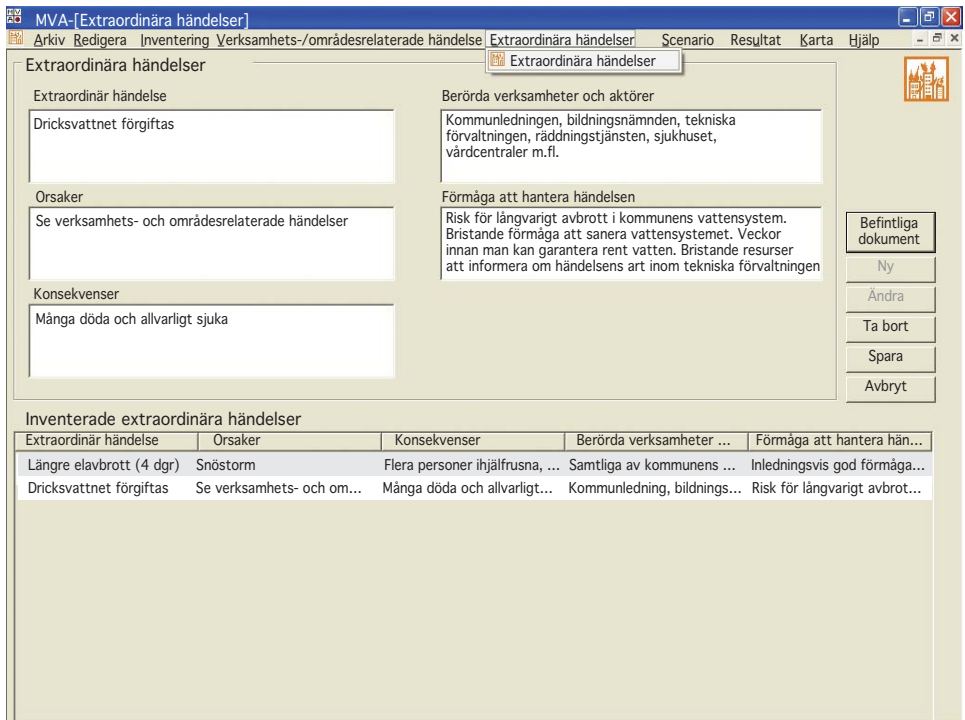 MVA-[Extraordinära händelser]
Arkiv Redigera Inventering Verksamhets-/områdesrelaterade händelse Extraordinära händelser Scenario Resultat Karta Hjälp
Extraordinära händelser
Extraordinära händelser
Extraordinär händelse
Dricksvattnet förgiftas
Berörda verksamheter och aktörer
Kommunledningen, bildningsnämnden, tekniska
förvaltningen, räddningstjänsten, sjukhuset,
vårdcentraler m.fl.
Orsaker
Se verksamhets- och områdesrelaterade händelser
Förmåga att hantera händelsen
Risk för långvarigt avbrott i kommunens vattensystem.
Bristande förmåga att sanera vattensystemet. Veckor
innan man kan garantera rent vatten. Bristande resurser
att informera om händelsens art inom tekniska förvaltningen
Konsekvenser
Många döda och allvarligt sjuka
Befintliga
dokument
Ny
Ändra
Ta bort
Spara
Avbryt
Inventerade extraordinära händelser
Extraordinär händelse Orsaker Konsekvenser Berörda verksamheter ... Förmåga att hantera hän...
Längre elavbrott (4 dgr) Snöstorm Flera personer ihjälfrusna, ... Samtliga av kommunens ... Inledningsvis god förmåga...
Dricksvattnet förgiftas Se verksamhets- och om... Många döda och allvarligt... Kommunledning, bildnings... Risk för långvarigt avbrot...